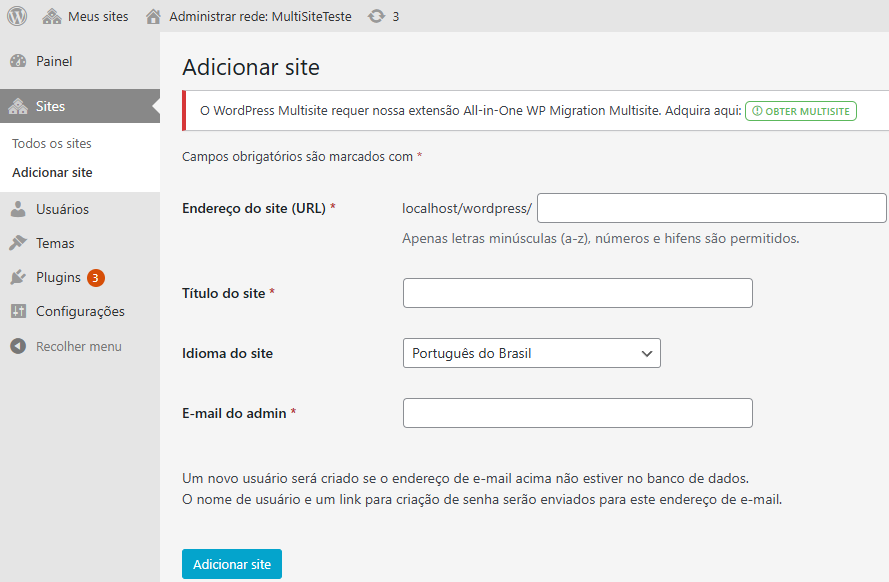 Meus sites Administrar rede: MultiSiteTeste 3
Painel
Sites
Todos os sites
Adicionar site
Usuários
Temas
Plugins 3
Configurações
Recolher menu
Adicionar site
O WordPress Multisite requer nossa extensão All-in-One WP Migration Multisite. Adquira aqui: OBTER MULTISITE
Campos obrigatórios são marcados com *
Endereço do site (URL) * localhost/wordpress/
Apenas letras minúsculas (a-z), números e hifens são permitidos.
Título do site *
Idioma do site Português do Brasil
E-mail do admin *
Um novo usuário será criado se o endereço de e-mail acima não estiver no banco de dados.
O nome de usuário e um link para criação de senha serão enviados para este endereço de e-mail.
Adicionar site